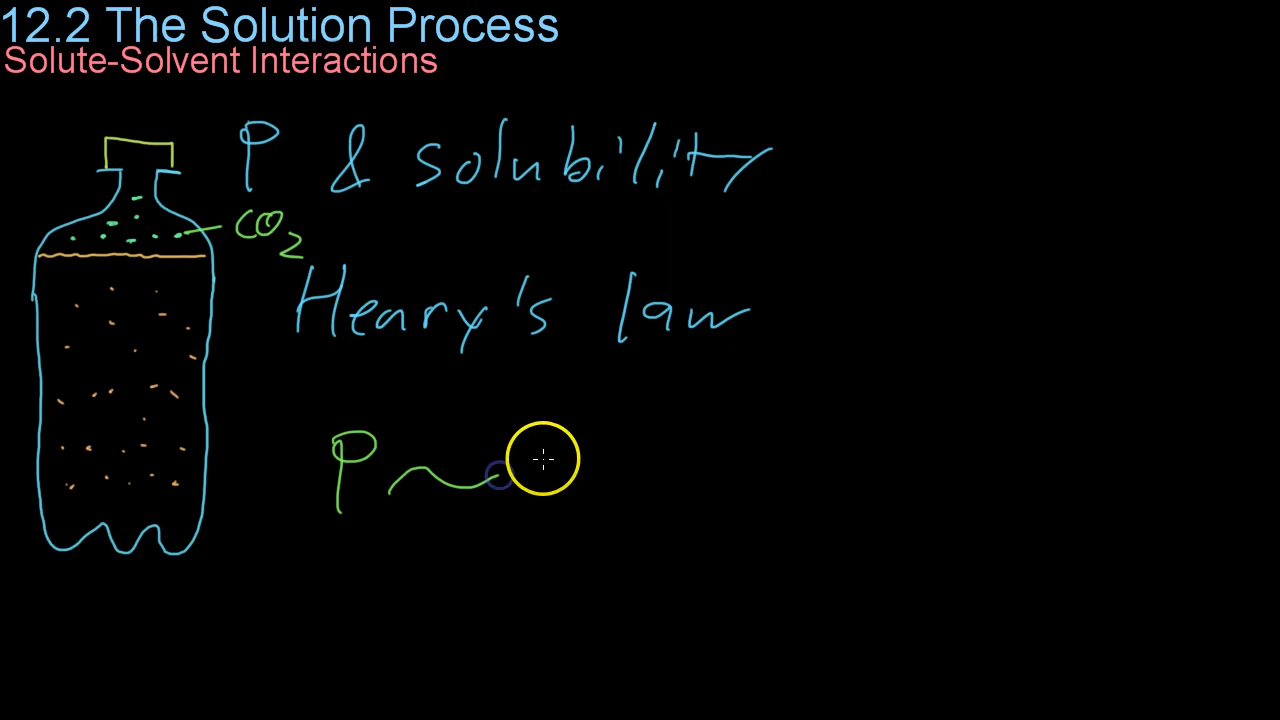 12.2 The Solution Process
Solute-Solvent Interactions
P & solubility
CO2
Henry's law
P ~